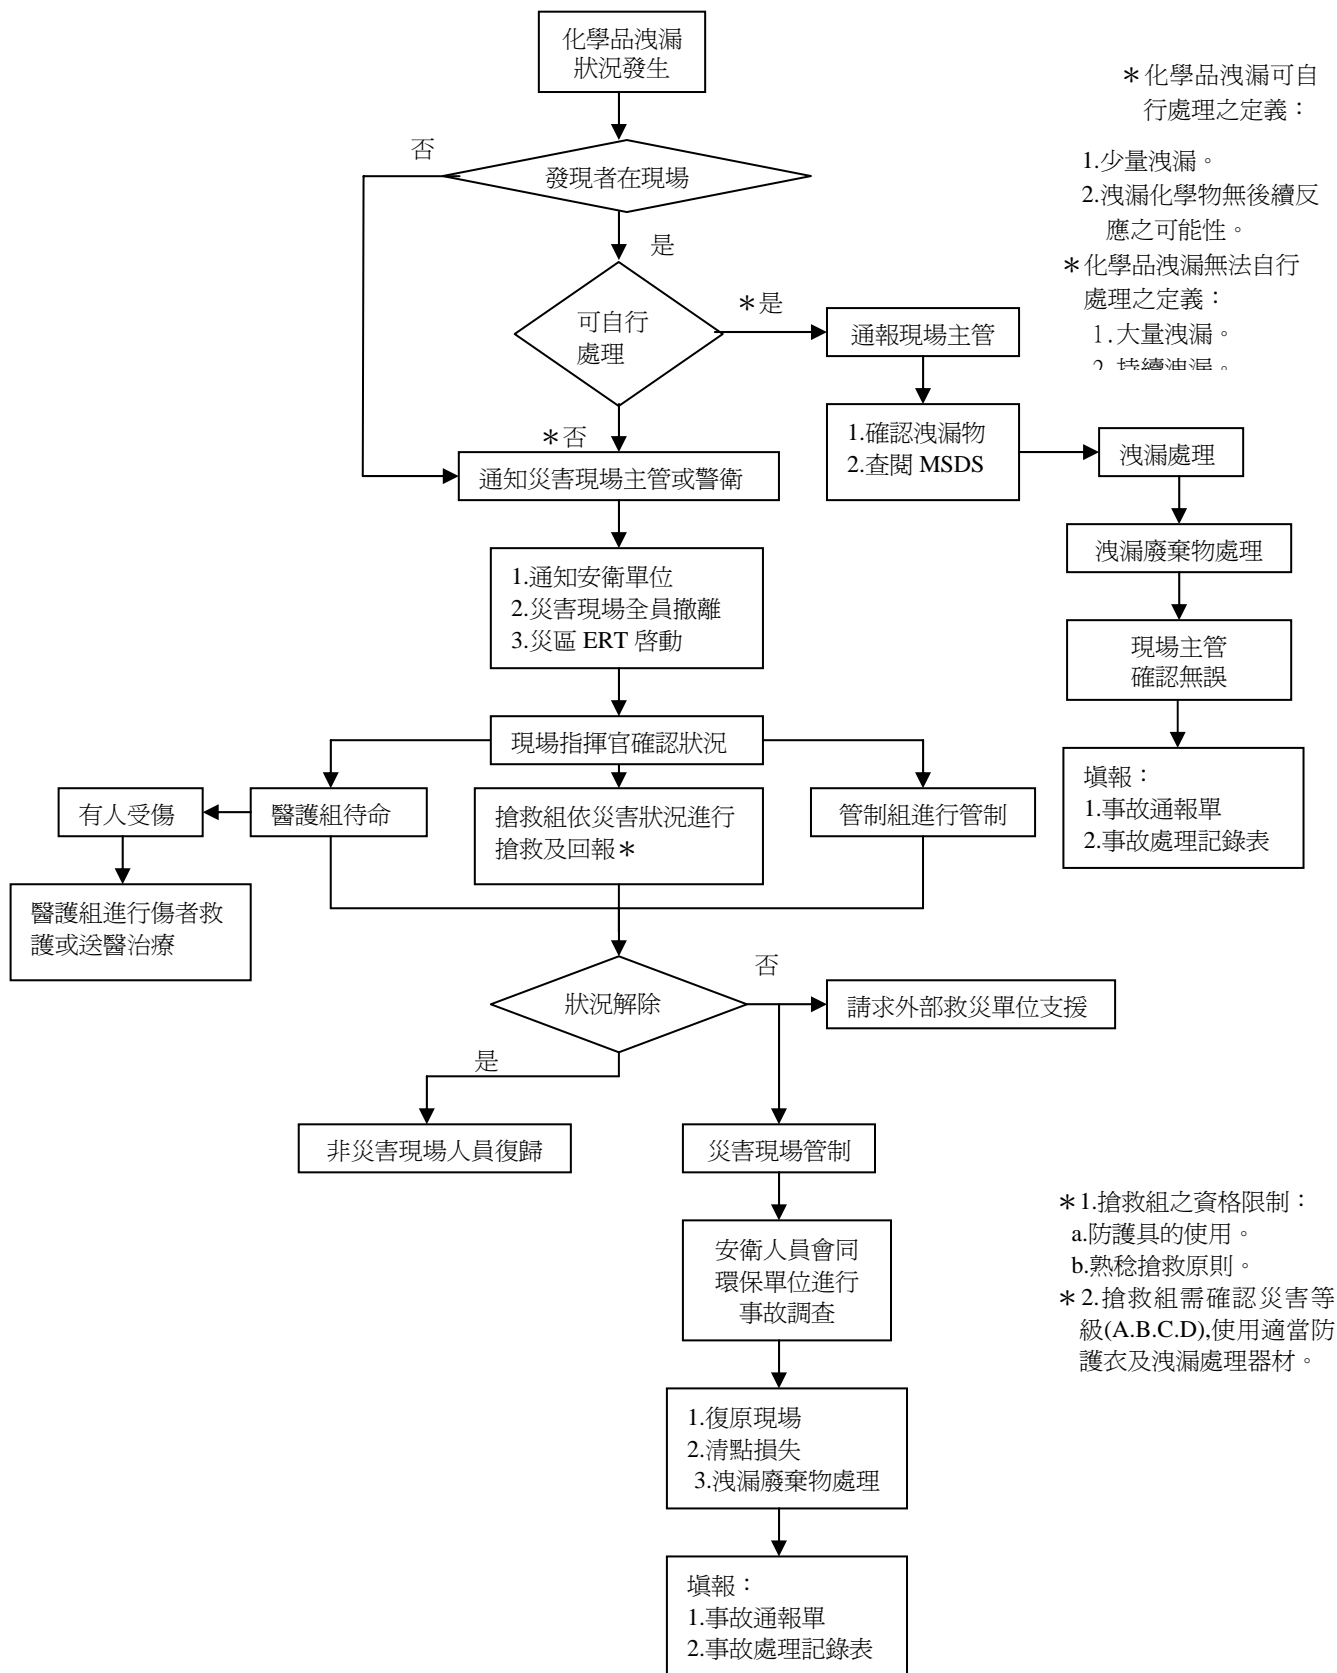 化學品洩漏
狀況發生
＊化學品洩漏可自
行處理之定義：
1.少量洩漏。
2.洩漏化學物無後續反
應之可能性。
＊化學品洩漏無法自行
處理之定義：
1.大量洩漏。
2.持續洩漏。
否
發現者在現場
是
可自行
處理
＊是
通報現場主管
＊否
1.確認洩漏物
2.查閱 MSDS
洩漏處理
通知災害現場主管或警衛
洩漏廢棄物處理
1.通知安衛單位
2.災害現場全員撤離
3.災區 ERT 啓動
現場主管
確認無誤
現場指揮官確認狀況
填報：
1.事故通報單
2.事故處理記錄表
有人受傷
醫護組待命
搶救組依災害狀況進行
搶救及回報＊
管制組進行管制
醫護組進行傷者救
護或送醫治療
狀況解除
否
請求外部救災單位支援
是
非災害現場人員復歸
災害現場管制
＊1.搶救組之資格限制：
a.防護具的使用。
b.熟稔搶救原則。
＊2.搶救組需確認災害等
級(A.B.C.D),使用適當防
護衣及洩漏處理器材。
安衛人員會同
環保單位進行
事故調查
1.復原現場
2.清點損失
3.洩漏廢棄物處理
填報：
1.事故通報單
2.事故處理記錄表